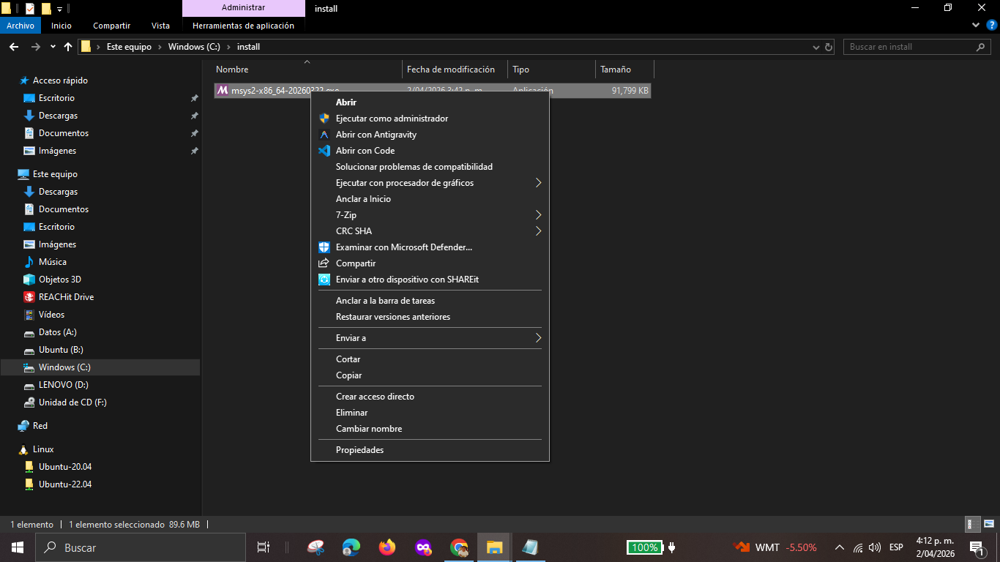 Administrar
install
Archivo
Inicio
Compartir
Vista
Herramientas de aplicación
Este equipo
Windows (C:)
install
Buscar en install
Nombre
Fecha de modificación
Tipo
Tamaño
msys2-x86_64-20260322.exe
2/04/2026 3:42 p. m.
Aplicación
91,799 KB
Acceso rápido
Escritorio
Descargas
Documentos
Imágenes
Este equipo
Descargas
Documentos
Escritorio
Imágenes
Música
Objetos 3D
REACHit Drive
Vídeos
Datos (A:)
Ubuntu (B:)
Windows (C:)
LENOVO (D:)
Unidad de CD (F:)
Red
Linux
Ubuntu-20.04
Ubuntu-22.04
Abrir
Ejecutar como administrador
Abrir con Antigravity
Abrir con Code
Solucionar problemas de compatibilidad
Ejecutar con procesador de gráficos
Anclar a Inicio
7-Zip
CRC SHA
Examinar con Microsoft Defender...
Compartir
Enviar a otro dispositivo con SHAREit
Anclar a la barra de tareas
Restaurar versiones anteriores
Enviar a
Cortar
Copiar
Crear acceso directo
Eliminar
Cambiar nombre
Propiedades
1 elemento
1 elemento seleccionado 89.6 MB
Buscar
100%
WMT -5.50%
ESP
4:12 p. m.
2/04/2026
1